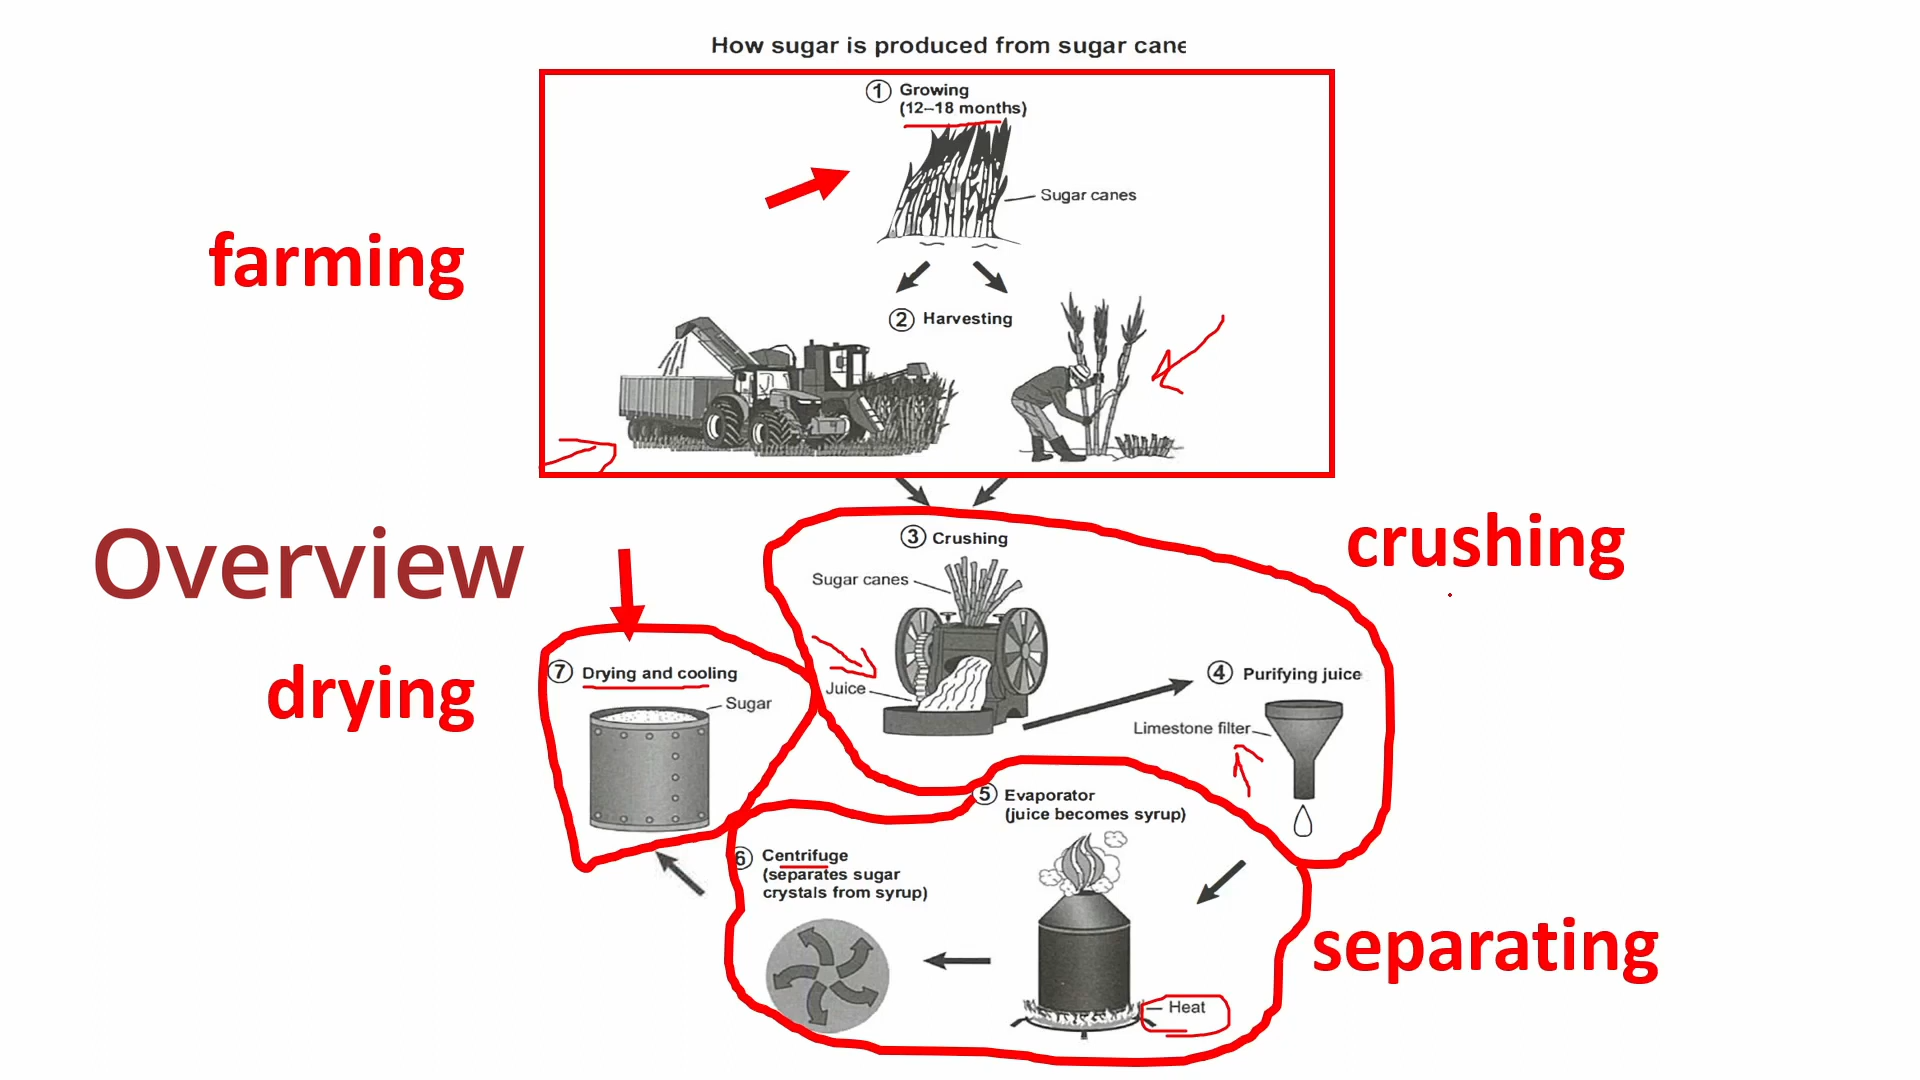 How sugar is produced from sugar cane
1 Growing
(12–18 months)
Sugar canes
farming
2 Harvesting
Overview
crushing
3 Crushing
Sugar canes
Juice
4 Purifying juice
Limestone filter
drying
7 Drying and cooling
Sugar
5 Evaporator
(juice becomes syrup)
6 Centrifuge
(separates sugar
crystals from syrup)
separating
Heat